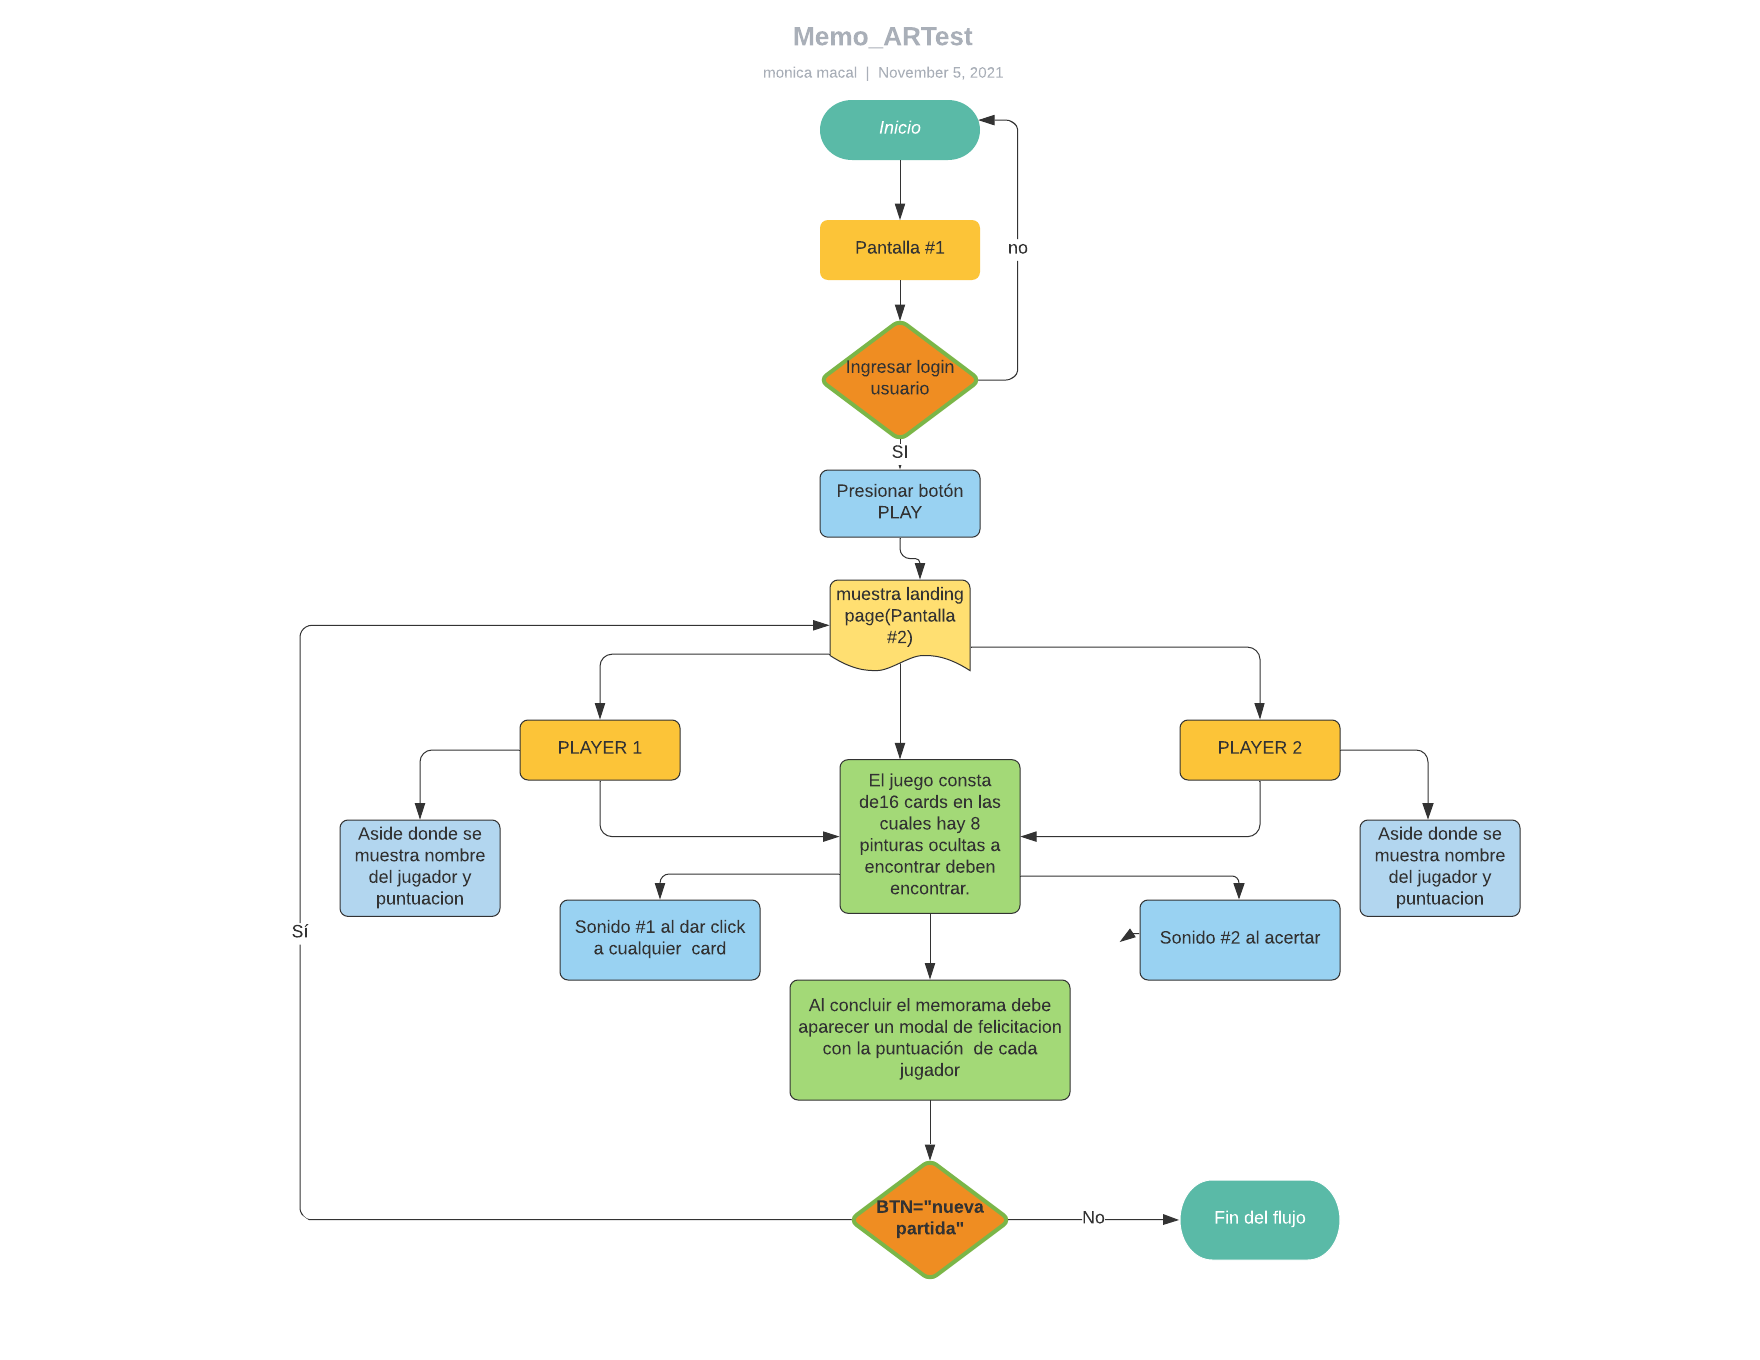 Memo_ARTest
monica macal | November 5, 2021
Inicio
Pantalla #1
no
Ingresar login
usuario
SI
Presionar botón
PLAY
muestra landing
page(Pantalla
#2)
PLAYER 1
PLAYER 2
El juego consta
de16 cards en las
cuales hay 8
pinturas ocultas a
encontrar deben
encontrar.
Aside donde se
muestra nombre
del jugador y
puntuacion
Aside donde se
muestra nombre
del jugador y
puntuacion
Sí
Sonido #1 al dar click
a cualquier card
Sonido #2 al acertar
Al concluir el memorama debe
aparecer un modal de felicitacion
con la puntuación de cada
jugador
BTN="nueva
partida"
No
Fin del flujo